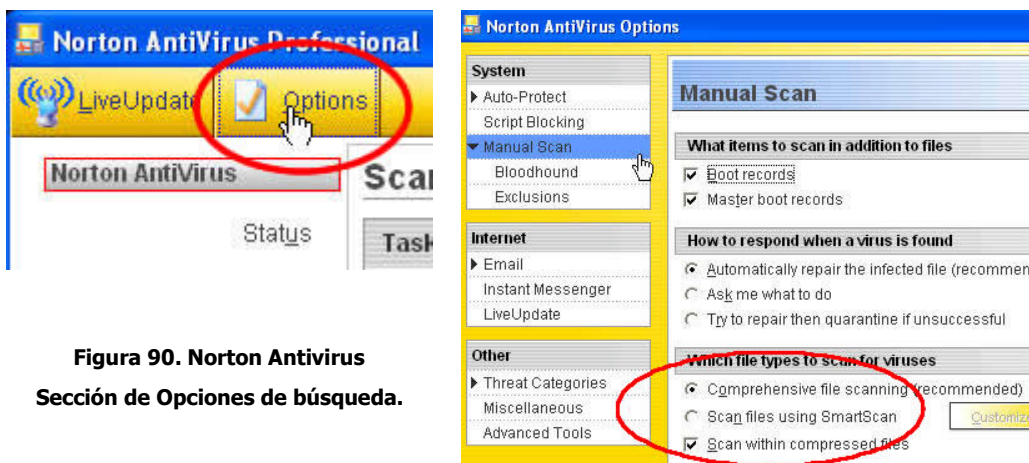 Norton AntiVirus Professional
LiveUpdate
Options
Norton AntiVirus
Status
Figura 90. Norton Antivirus
Sección de Opciones de búsqueda.
Norton AntiVirus Options
System
Auto-Protect
Script Blocking
Manual Scan
Bloodhound
Exclusions
Internet
Email
Instant Messenger
LiveUpdate
Other
Threat Categories
Miscellaneous
Advanced Tools
Manual Scan
What items to scan in addition to files
Boot records
Master boot records
How to respond when a virus is found
Automatically repair the infected file
Ask me what to do
Try to repair then quarantine if unsuccessful
Which file types to scan for viruses
Comprehensive file scanning (recommended)
Scan files using SmartScan
Scan within compressed files